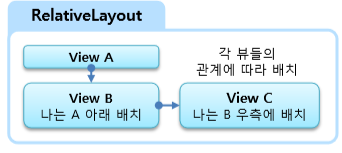 RelativeLayout
View A
각 뷰들의
관계에 따라 배치
View B
나는 A 아래 배치
View C
나는 B 우측에 배치